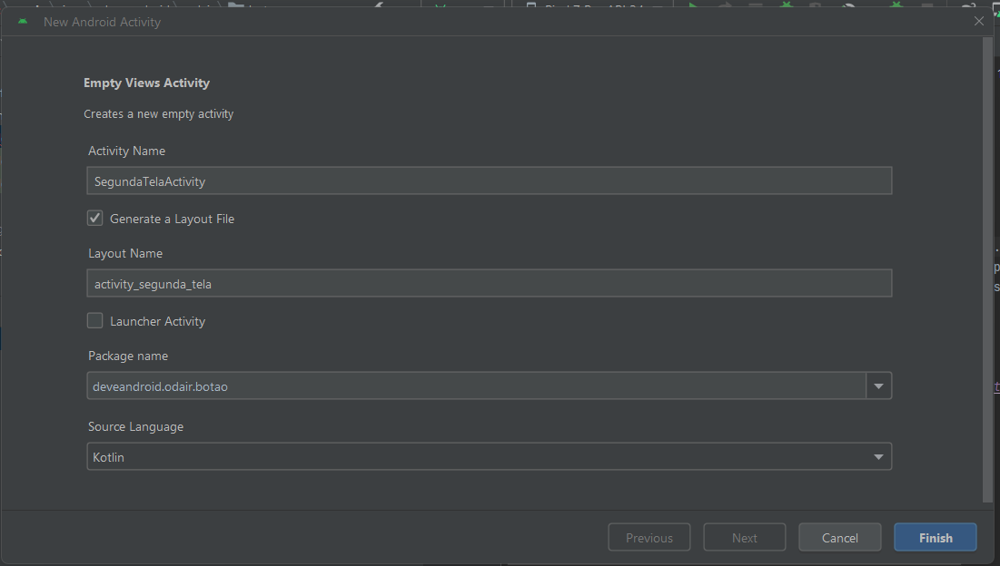 New Android Activity
Empty Views Activity
Creates a new empty activity
Activity Name
SegundaTelaActivity
Generate a Layout File
Layout Name
activity_segunda_tela
Launcher Activity
Package name
deveandroid.odair.botao
Source Language
Kotlin
Previous
Next
Cancel
Finish